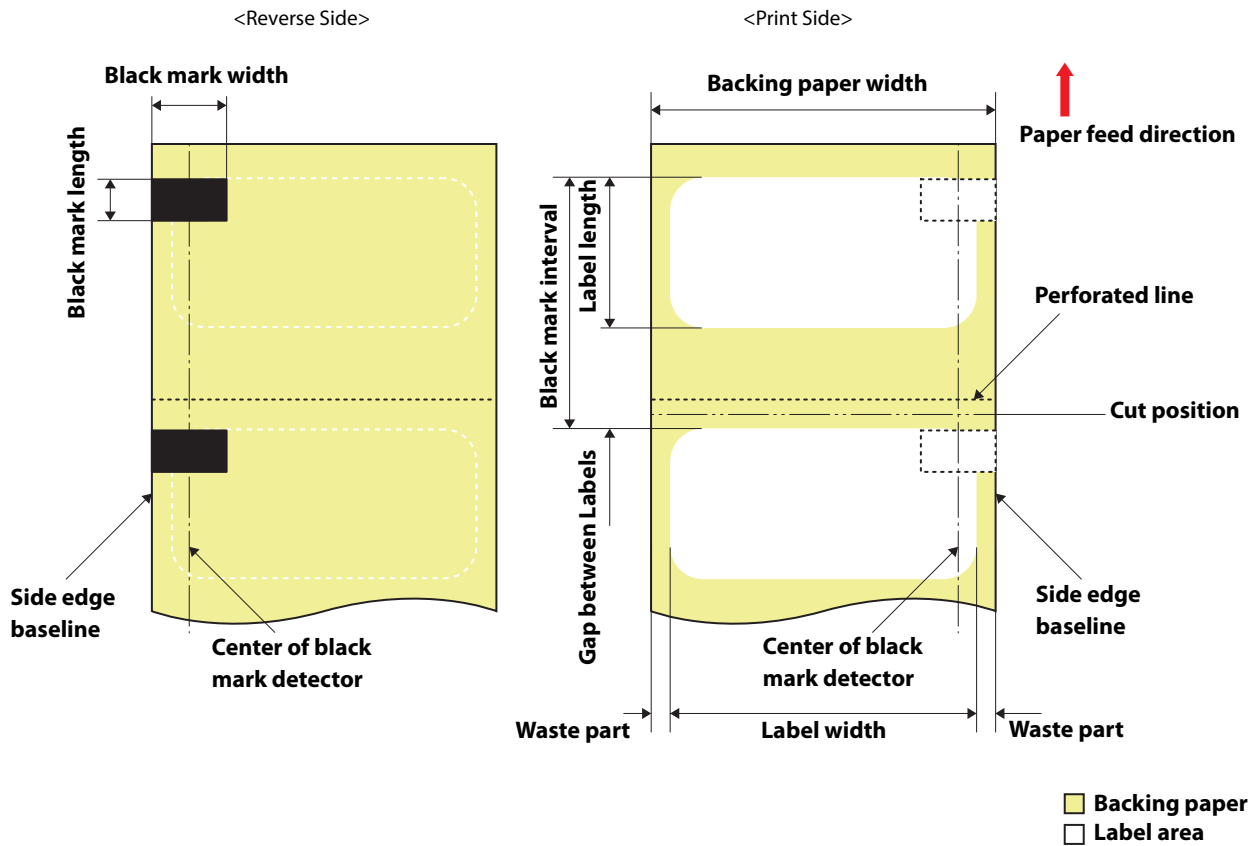 <Reverse Side>
<Print Side>
Black mark width
Backing paper width
Paper feed direction
Black mark length
Black mark interval
Label length
Perforated line
Cut position
Gap between Labels
Side edge
baseline
Center of black
mark detector
Center of black
mark detector
Side edge
baseline
Waste part
Label width
Waste part
Backing paper
Label area